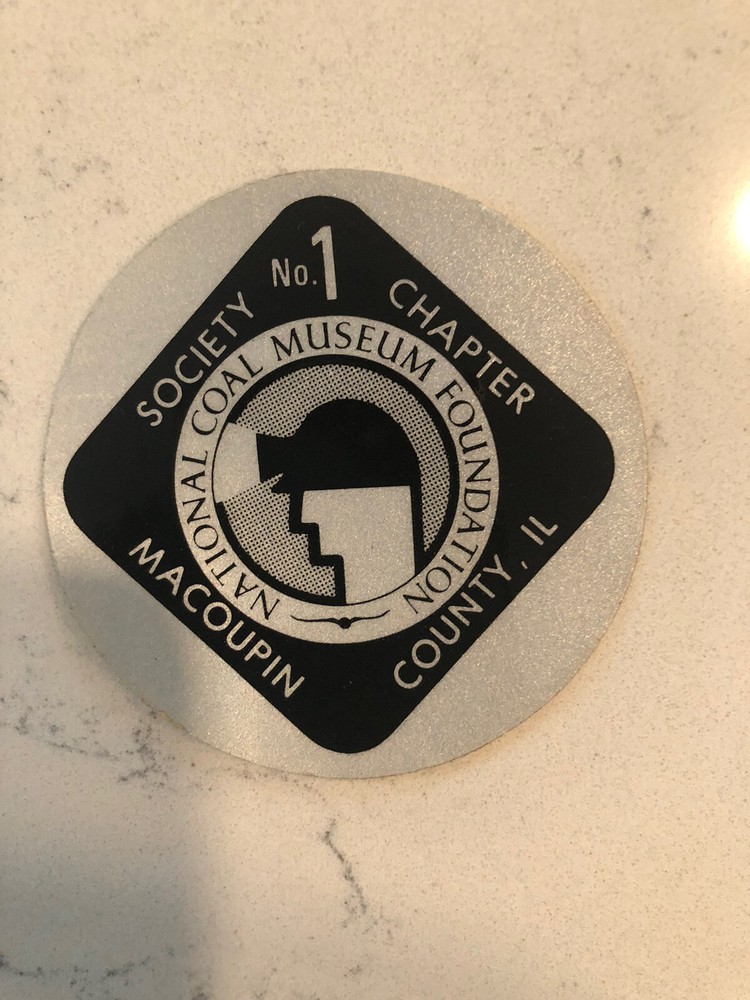 No. 1
SOCIETY CHAPTER
NATIONAL COAL MUSEUM FOUNDATION
MACOUPIN COUNTY, IL